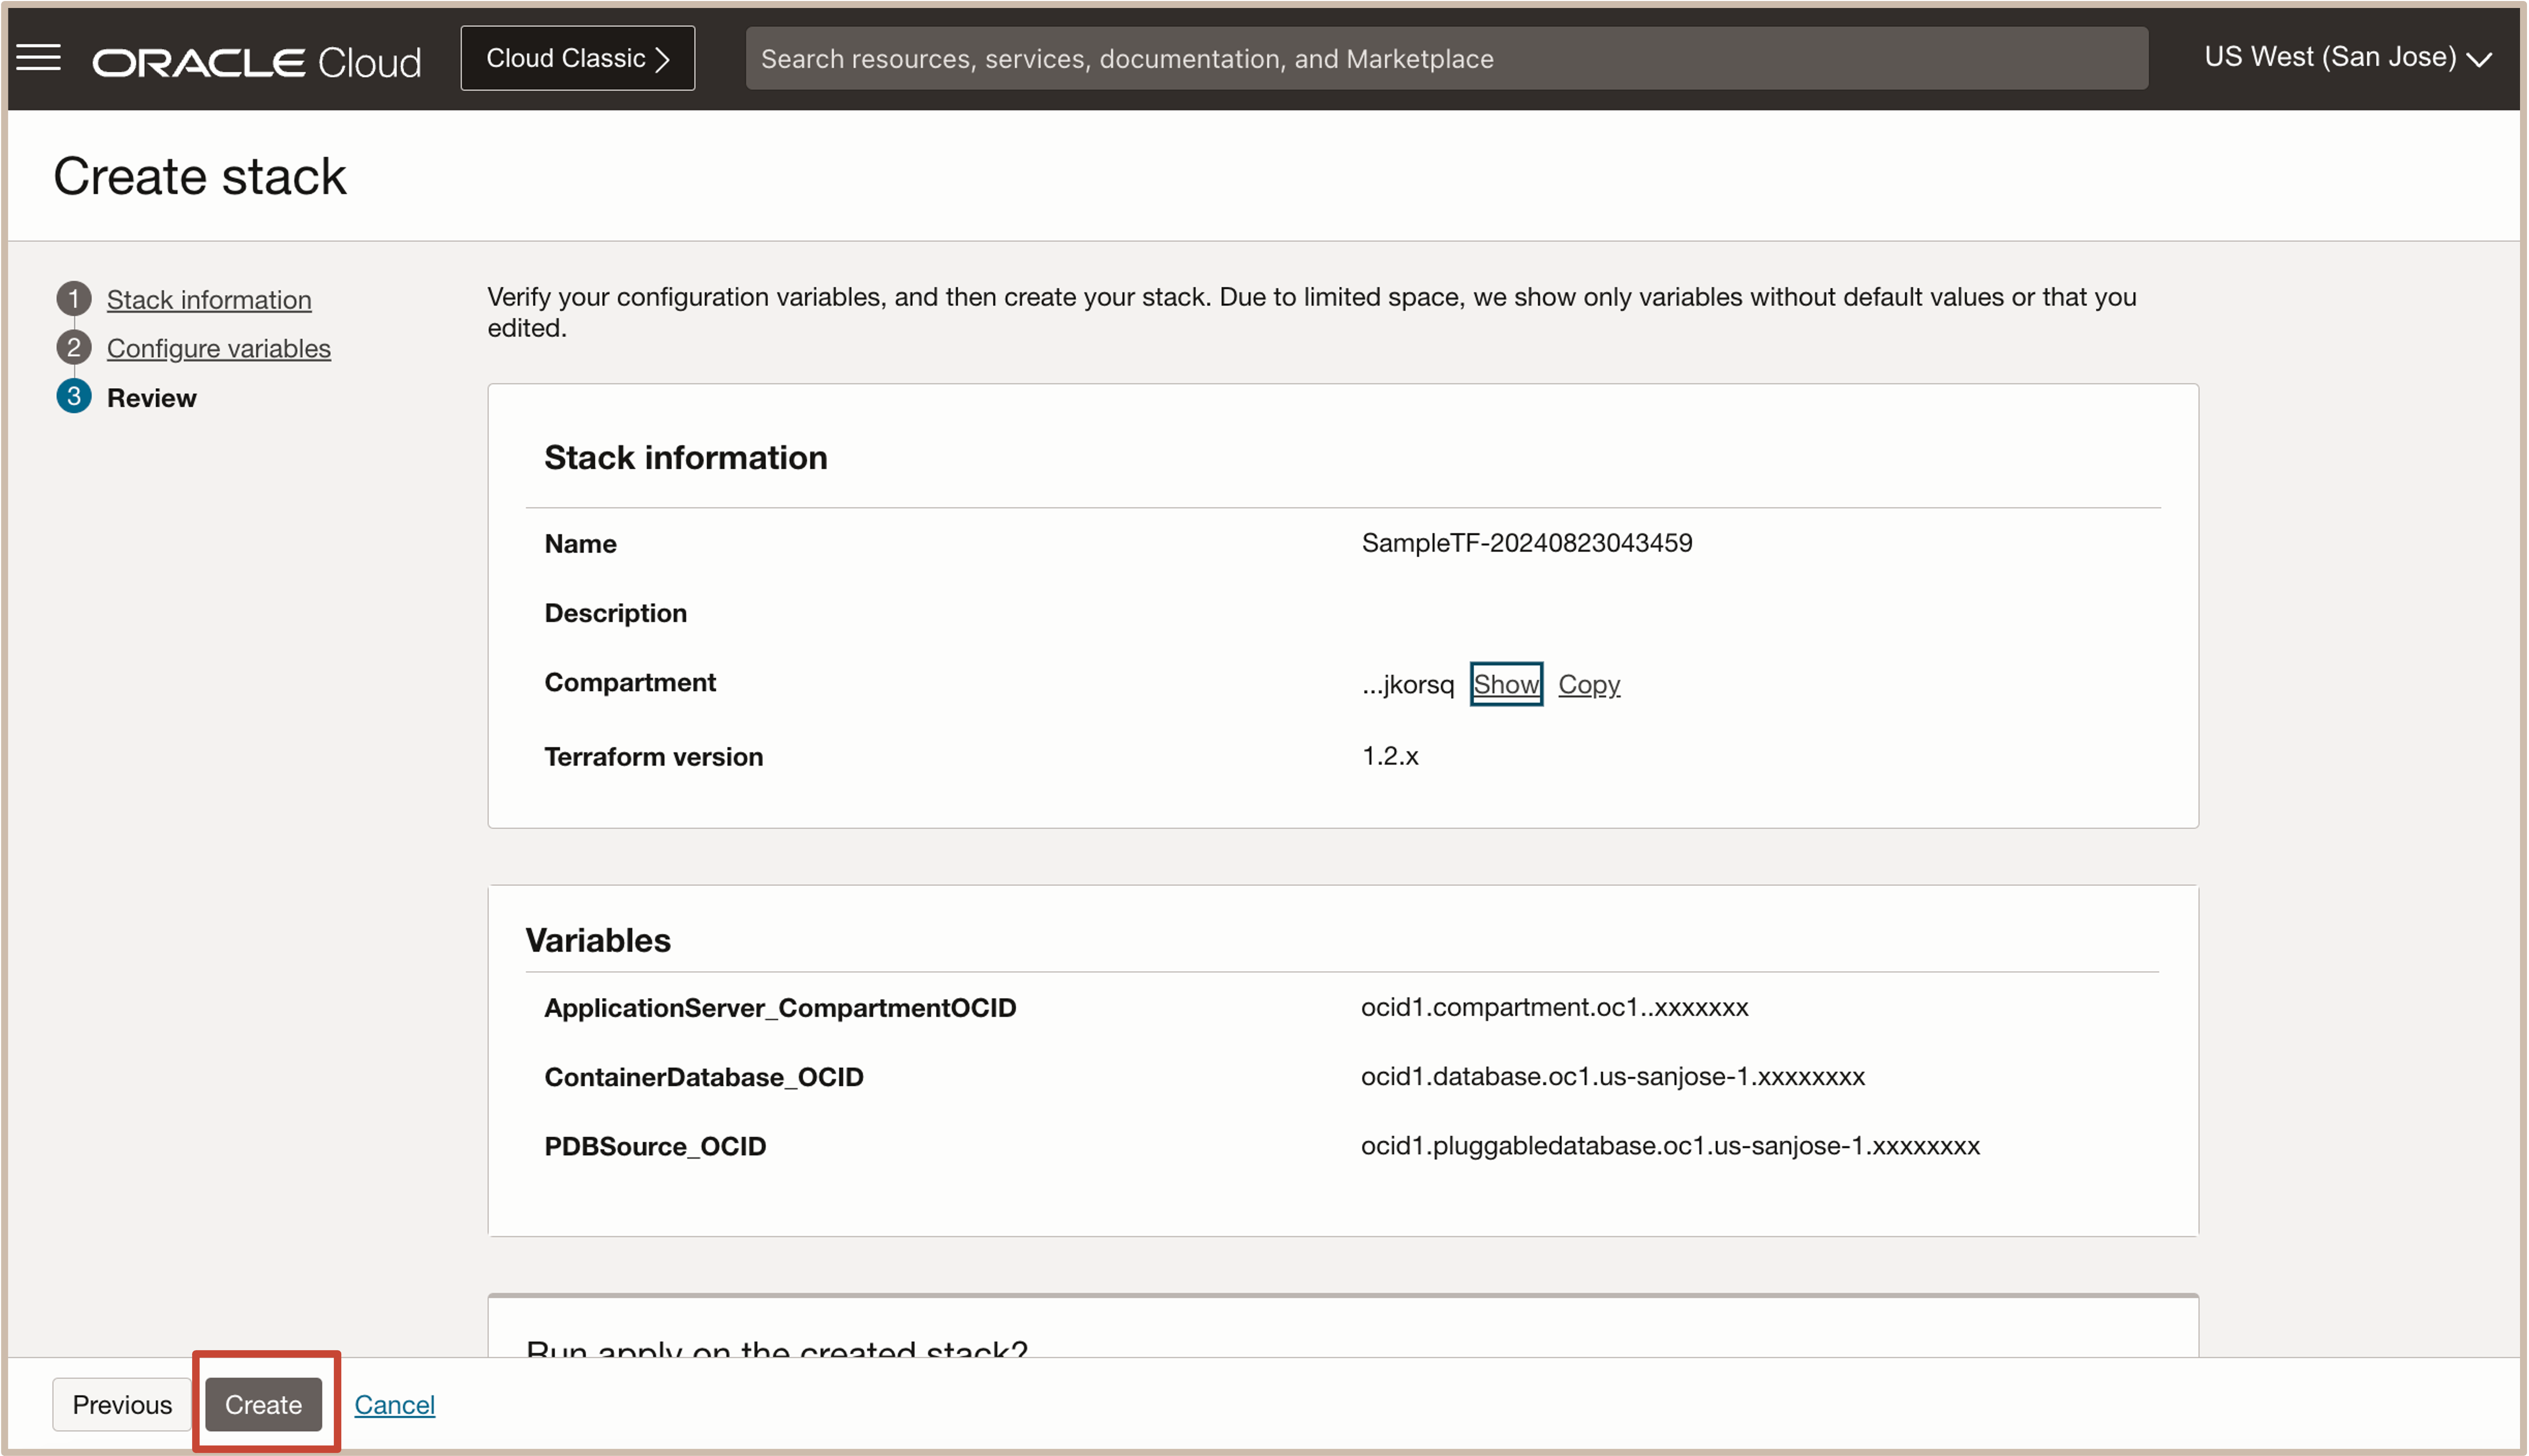 ORACLE Cloud
Cloud Classic
Search resources, services, documentation, and Marketplace
US West (San Jose)
Create stack
1 Stack information
2 Configure variables
3 Review
Verify your configuration variables, and then create your stack. Due to limited space, we show only variables without default values or that you
edited.
Stack information
Name SampleTF-20240823043459
Description
Compartment ...jkorsq Show Copy
Terraform version 1.2.x
Variables
ApplicationServer_CompartmentOCID ocid1.compartment.oc1..xxxxxxx
ContainerDatabase_OCID ocid1.database.oc1.us-sanjose-1.xxxxxxxx
PDBSource_OCID ocid1.pluggabledatabase.oc1.us-sanjose-1.xxxxxxxx
Run apply on the created stack?
Previous Create Cancel